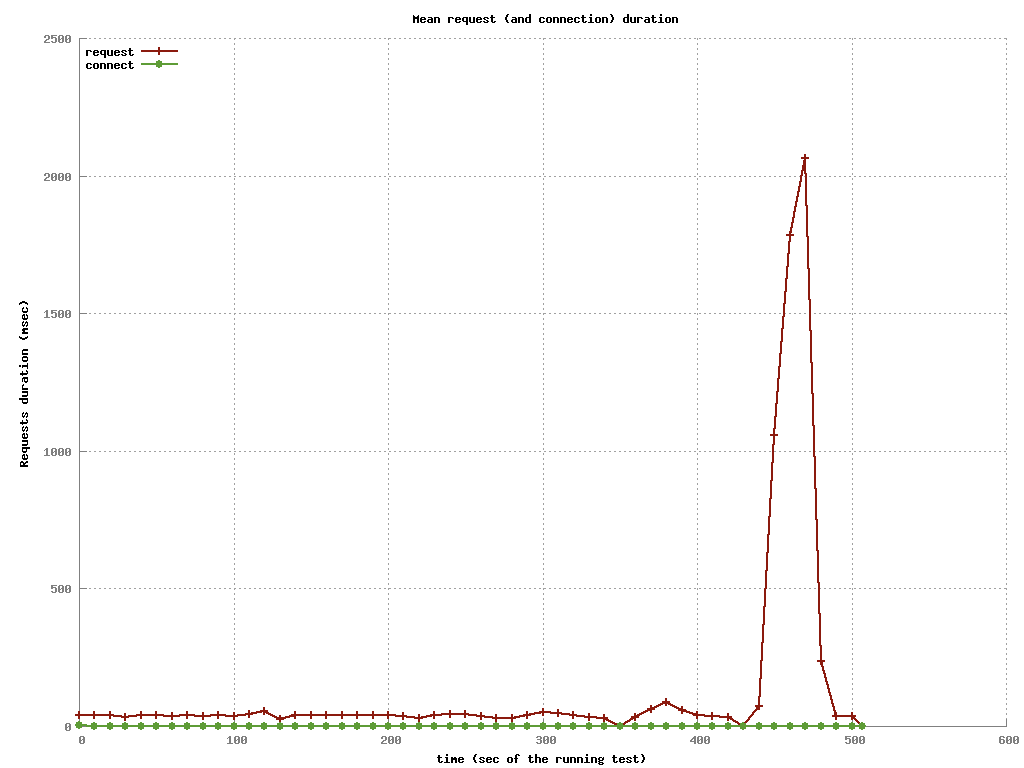 Mean request (and connection) duration
2500
request
connect
2000
1500
1000
500
0
Requests duration (msec)
0 100 200 300 400 500 600
time (sec of the running test)